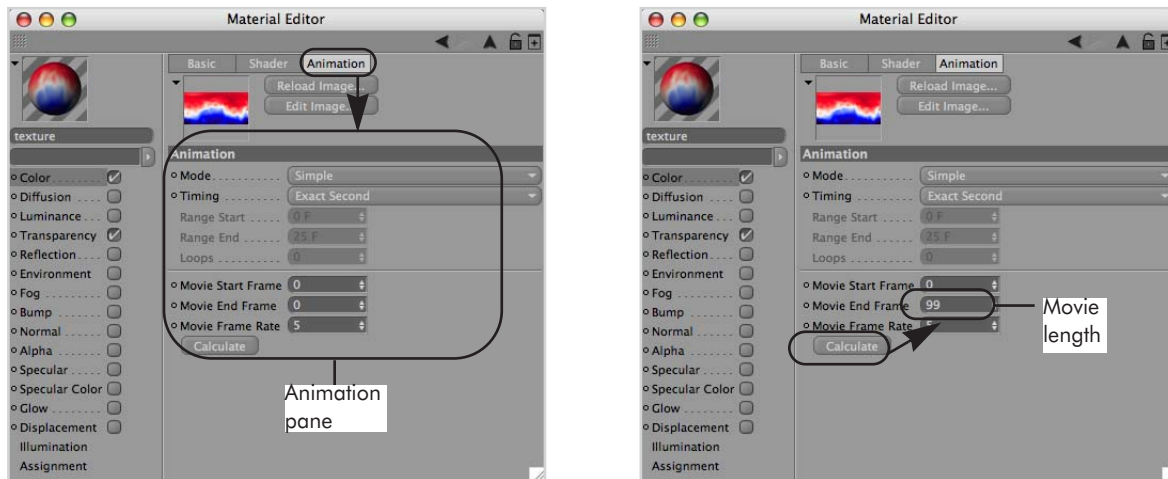 Material Editor
Basic Shader Animation
Reload Image...
Edit Image...
texture
Animation
Color
Diffusion
Luminance
Transparency
Reflection
Environment
Fog
Bump
Normal
Alpha
Specular
Specular Color
Glow
Displacement
Illumination
Assignment
Mode Simple
Timing Exact Second
Range Start 0 F
Range End 25 F
Loops 0
Movie Start Frame 0
Movie End Frame 0
Movie Frame Rate 5
Calculate
Animation
pane
Material Editor
Basic Shader Animation
Reload Image...
Edit Image...
texture
Animation
Color
Diffusion
Luminance
Transparency
Reflection
Environment
Fog
Bump
Normal
Alpha
Specular
Specular Color
Glow
Displacement
Illumination
Assignment
Mode Simple
Timing Exact Second
Range Start 0 F
Range End 25 F
Loops 0
Movie Start Frame 0
Movie End Frame 99
Movie Frame Rate 5
Calculate
Movie
length